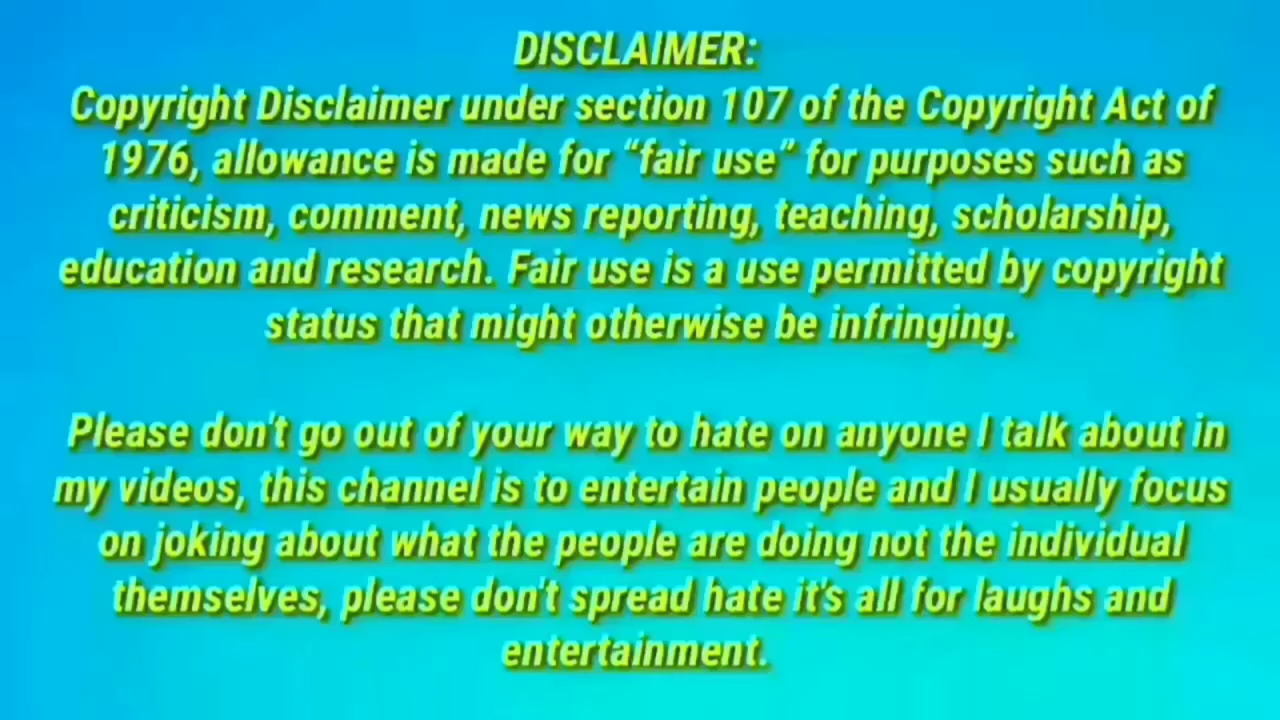 DISCLAIMER:
Copyright Disclaimer under section 107 of the Copyright Act of
1976, allowance is made for “fair use” for purposes such as
criticism, comment, news reporting, teaching, scholarship,
education and research. Fair use is a use permitted by copyright
status that might otherwise be infringing.
Please don't go out of your way to hate on anyone I talk about in
my videos, this channel is to entertain people and I usually focus
on joking about what the people are doing not the individual
themselves, please don't spread hate it's all for laughs and
entertainment.